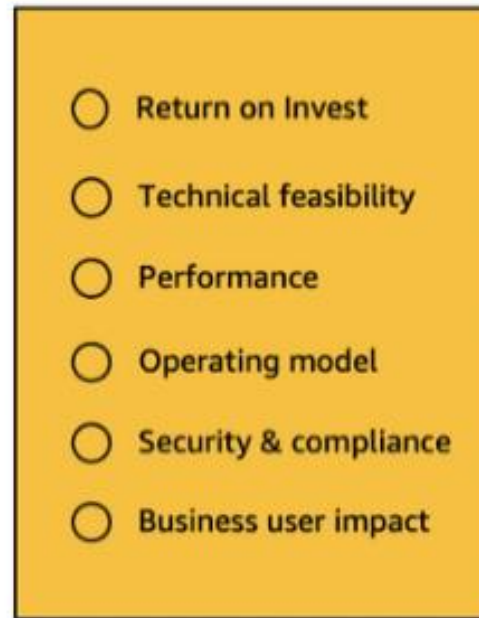 Return on Invest
Technical feasibility
Performance
Operating model
Security & compliance
Business user impact